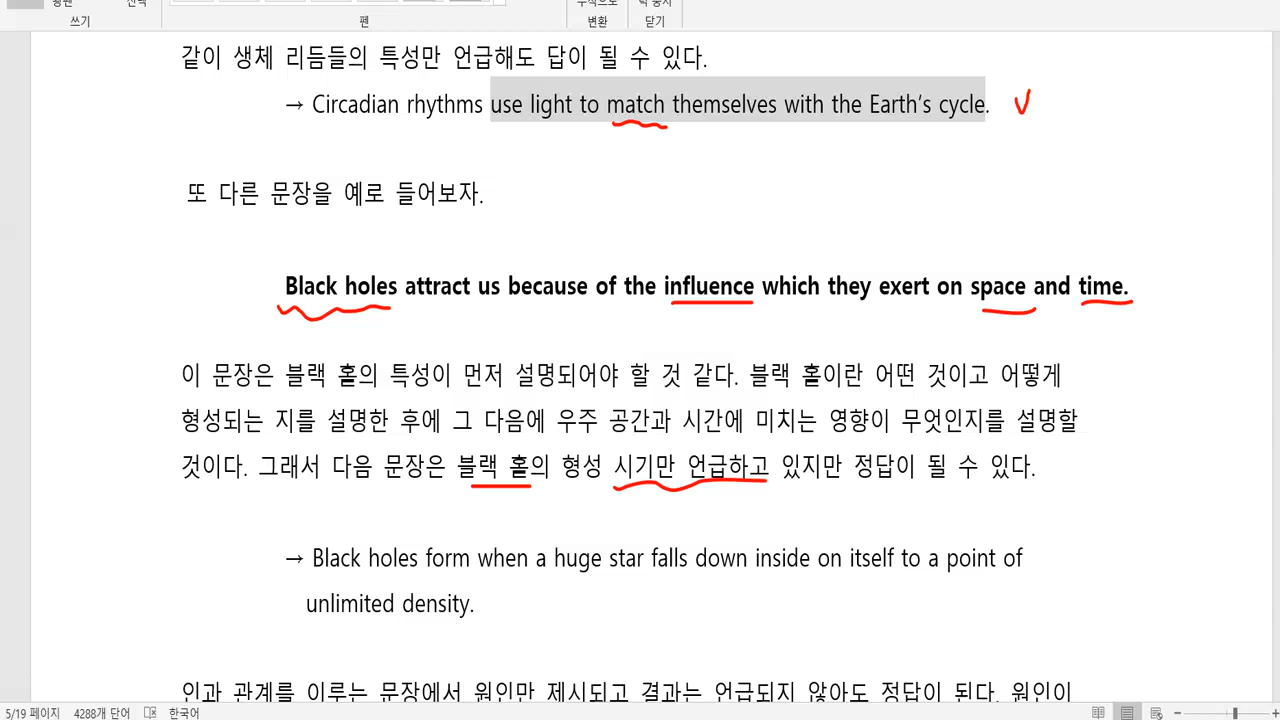 쓰기
펜
변환
닫기
같이 생체 리듬들의 특성만 언급해도 답이 될 수 있다.
→ Circadian rhythms use light to match themselves with the Earth's cycle.
또 다른 문장을 예로 들어보자.
Black holes attract us because of the influence which they exert on space and time.
이 문장은 블랙 홀의 특성이 먼저 설명되어야 할 것 같다. 블랙 홀이란 어떤 것이고 어떻게
형성되는 지를 설명한 후에 그 다음에 우주 공간과 시간에 미치는 영향이 무엇인지를 설명할
것이다. 그래서 다음 문장은 블랙 홀의 형성 시기만 언급하고 있지만 정답이 될 수 있다.
→ Black holes form when a huge star falls down inside on itself to a point of
unlimited density.
인과 관계를 이루는 문장에서 원인만 제시되고 결과는 언급되지 않아도 정답이 된다. 원인이
5/19 페이지 4288개 단어 한국어